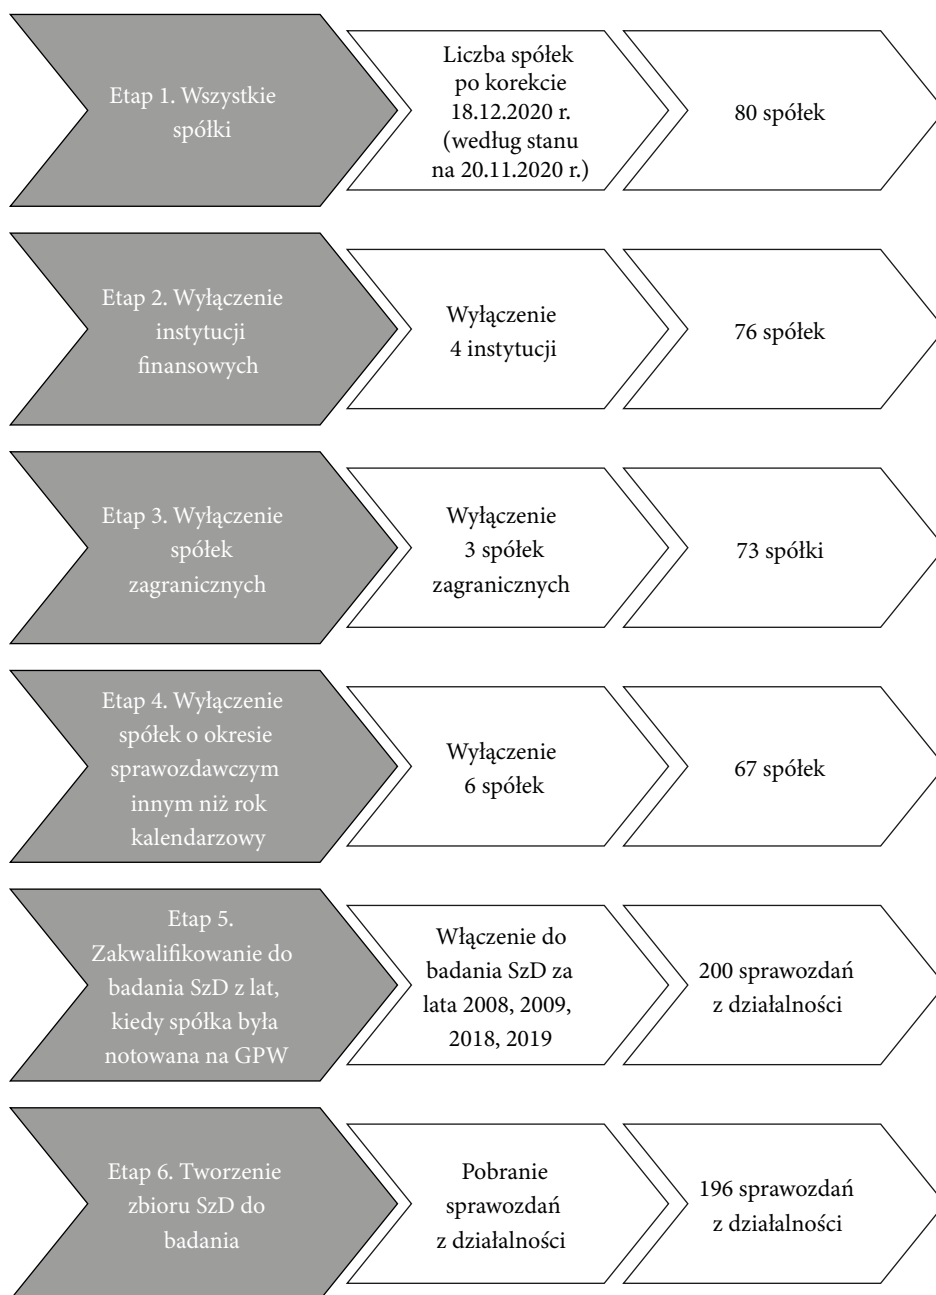 Etap 1. Wszystkie
spółki
Liczba spółek
po korekcie
18.12.2020 r.
(według stanu
na 20.11.2020 r.)
80 spółek
Etap 2. Wyłączenie
instytucji
finansowych
Wyłączenie
4 instytucji
76 spółek
Etap 3. Wyłączenie
spółek
zagranicznych
Wyłączenie
3 spółek
zagranicznych
73 spółki
Etap 4. Wyłączenie
spółek o okresie
sprawozdawczym
innym niż rok
kalendarzowy
Wyłączenie
6 spółek
67 spółek
Etap 5.
Zakwalifikowanie do
badania SzD z lat,
kiedy spółka była
notowana na GPW
Włączenie do
badania SzD za
lata 2008, 2009,
2018, 2019
200 sprawozdań
z działalności
Etap 6. Tworzenie
zbioru SzD do
badania
Pobranie
sprawozdań
z działalności
196 sprawozdań
z działalności